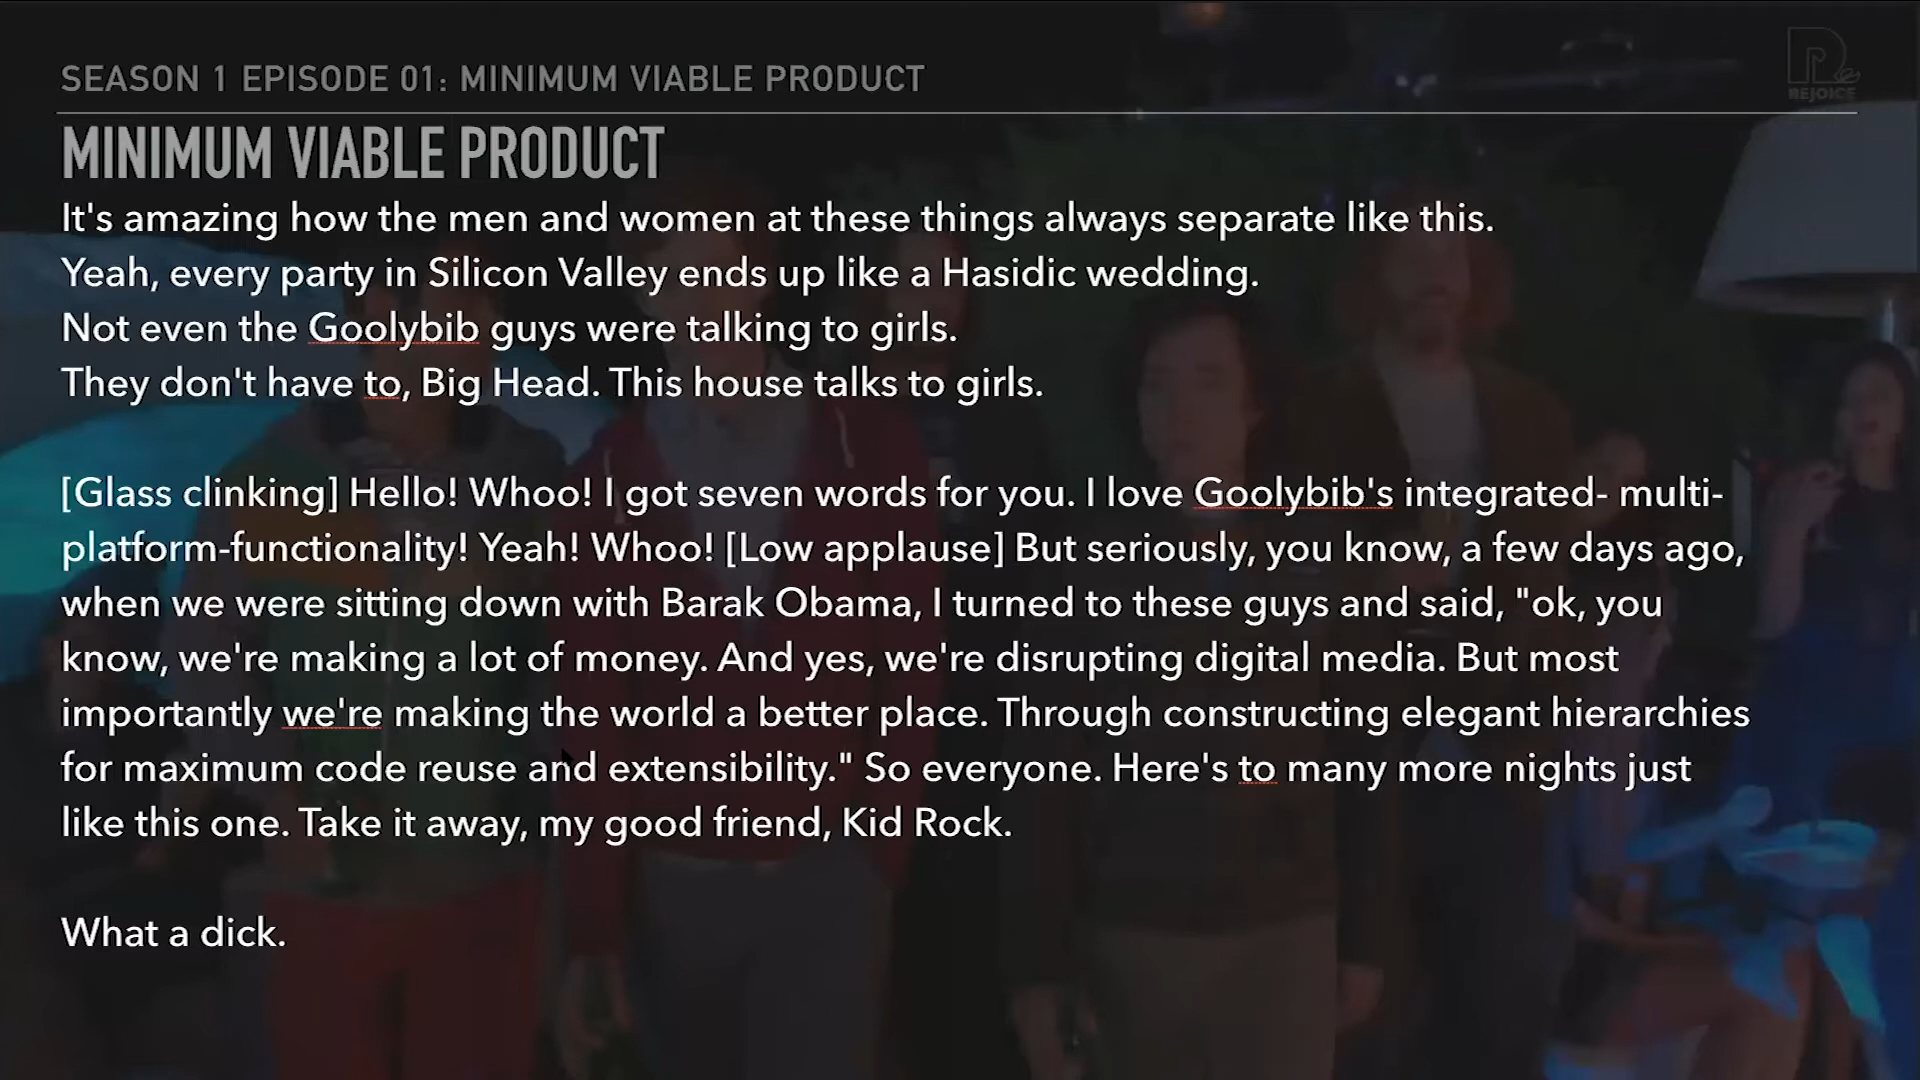 SEASON 1 EPISODE 01: MINIMUM VIABLE PRODUCT
REJOICE
MINIMUM VIABLE PRODUCT
It's amazing how the men and women at these things always separate like this.
Yeah, every party in Silicon Valley ends up like a Hasidic wedding.
Not even the Goolybib guys were talking to girls.
They don't have to, Big Head. This house talks to girls.
[Glass clinking] Hello! Whoo! I got seven words for you. I love Goolybib's integrated- multi-
platform-functionality! Yeah! Whoo! [Low applause] But seriously, you know, a few days ago,
when we were sitting down with Barak Obama, I turned to these guys and said, "ok, you
know, we're making a lot of money. And yes, we're disrupting digital media. But most
importantly we're making the world a better place. Through constructing elegant hierarchies
for maximum code reuse and extensibility." So everyone. Here's to many more nights just
like this one. Take it away, my good friend, Kid Rock.
What a dick.